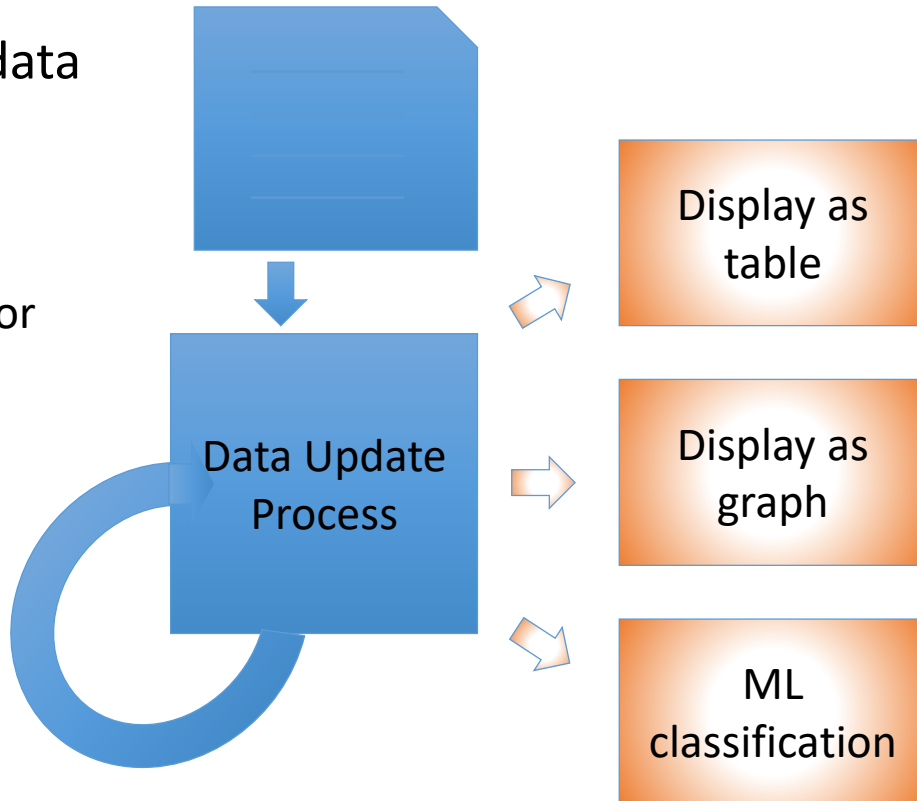 data
or
Data Update
Process
Display as
table
Display as
graph
ML
classification